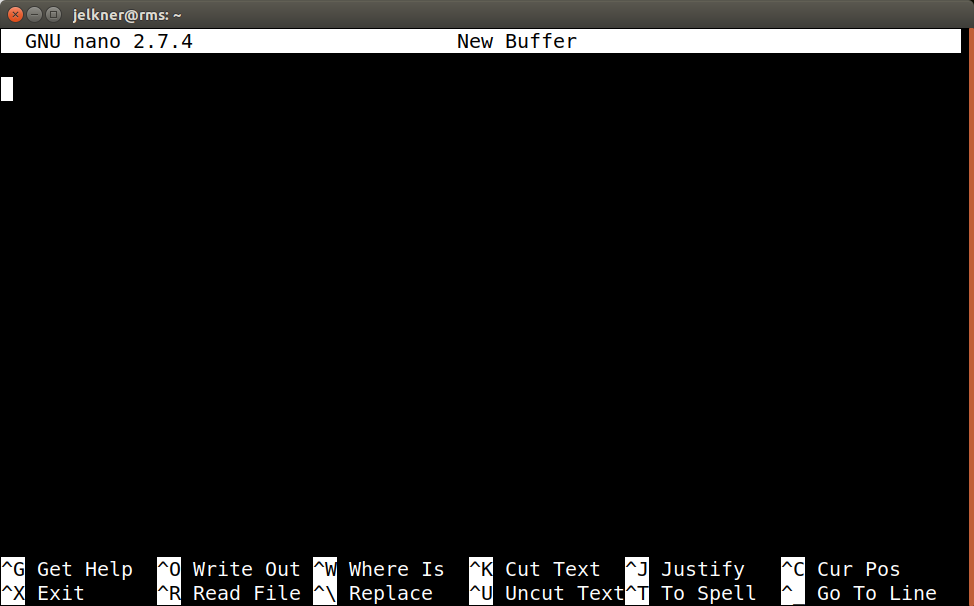 jelkner@rms: ~
GNU nano 2.7.4 New Buffer
^G Get Help ^O Write Out ^W Where Is ^K Cut Text ^J Justify ^C Cur Pos
^X Exit ^R Read File ^\ Replace ^U Uncut Text^T To Spell ^_ Go To Line